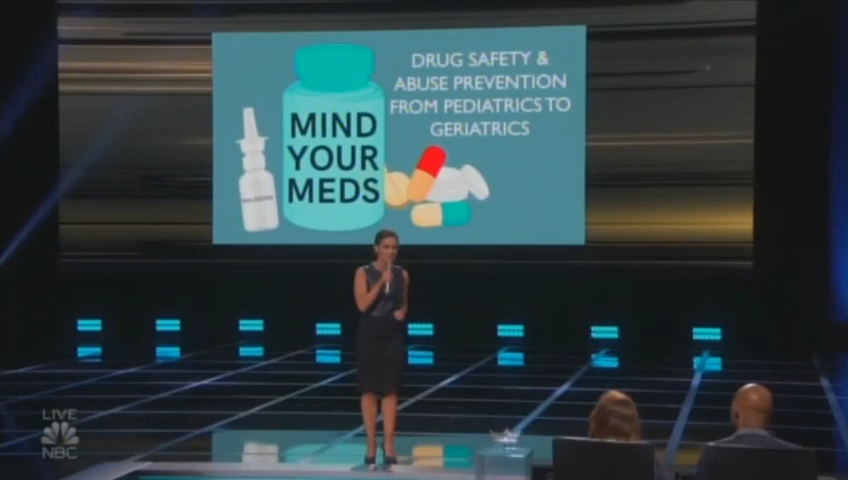 DRUG SAFETY &
ABUSE PREVENTION
FROM PEDIATRICS TO
GERIATRICS
MIND
YOUR
MEDS
LIVE
NBC